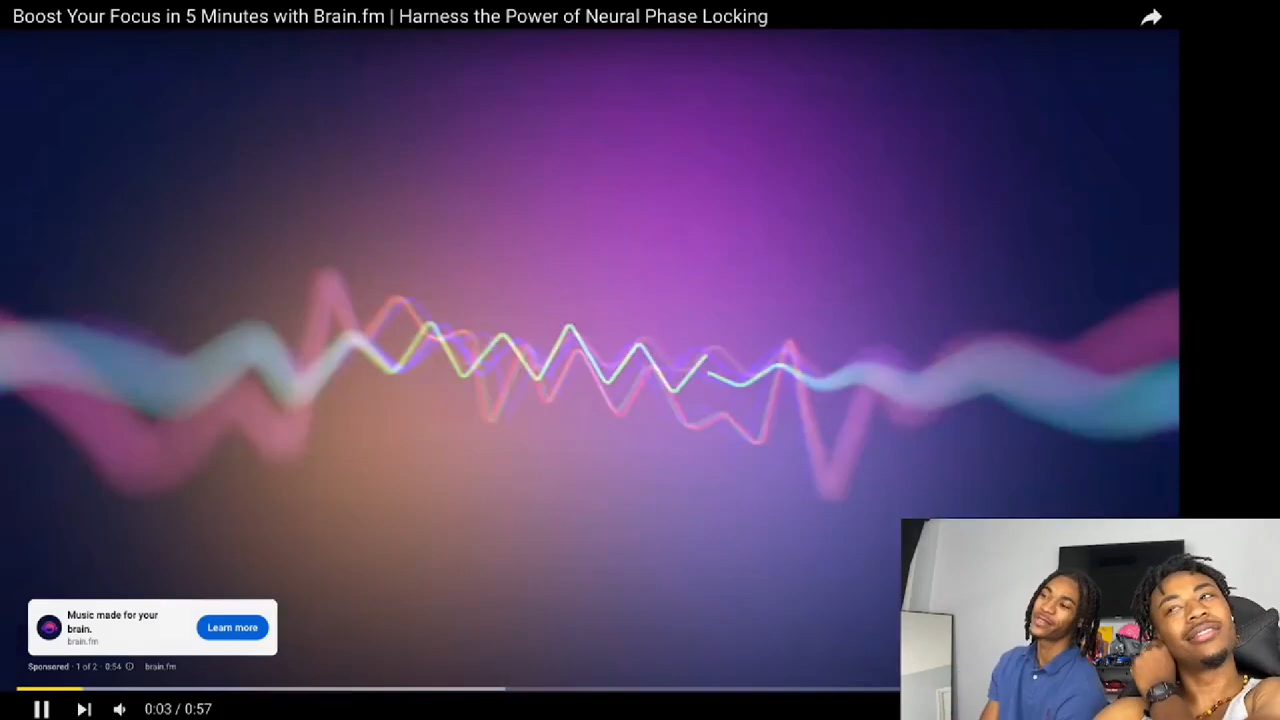 Boost Your Focus in 5 Minutes with Brain.fm | Harness the Power of Neural Phase Locking
Music made for your
brain.
brain.fm
Learn more
Sponsored · 1 of 2 · 0:54
brain.fm
0:03 / 0:57